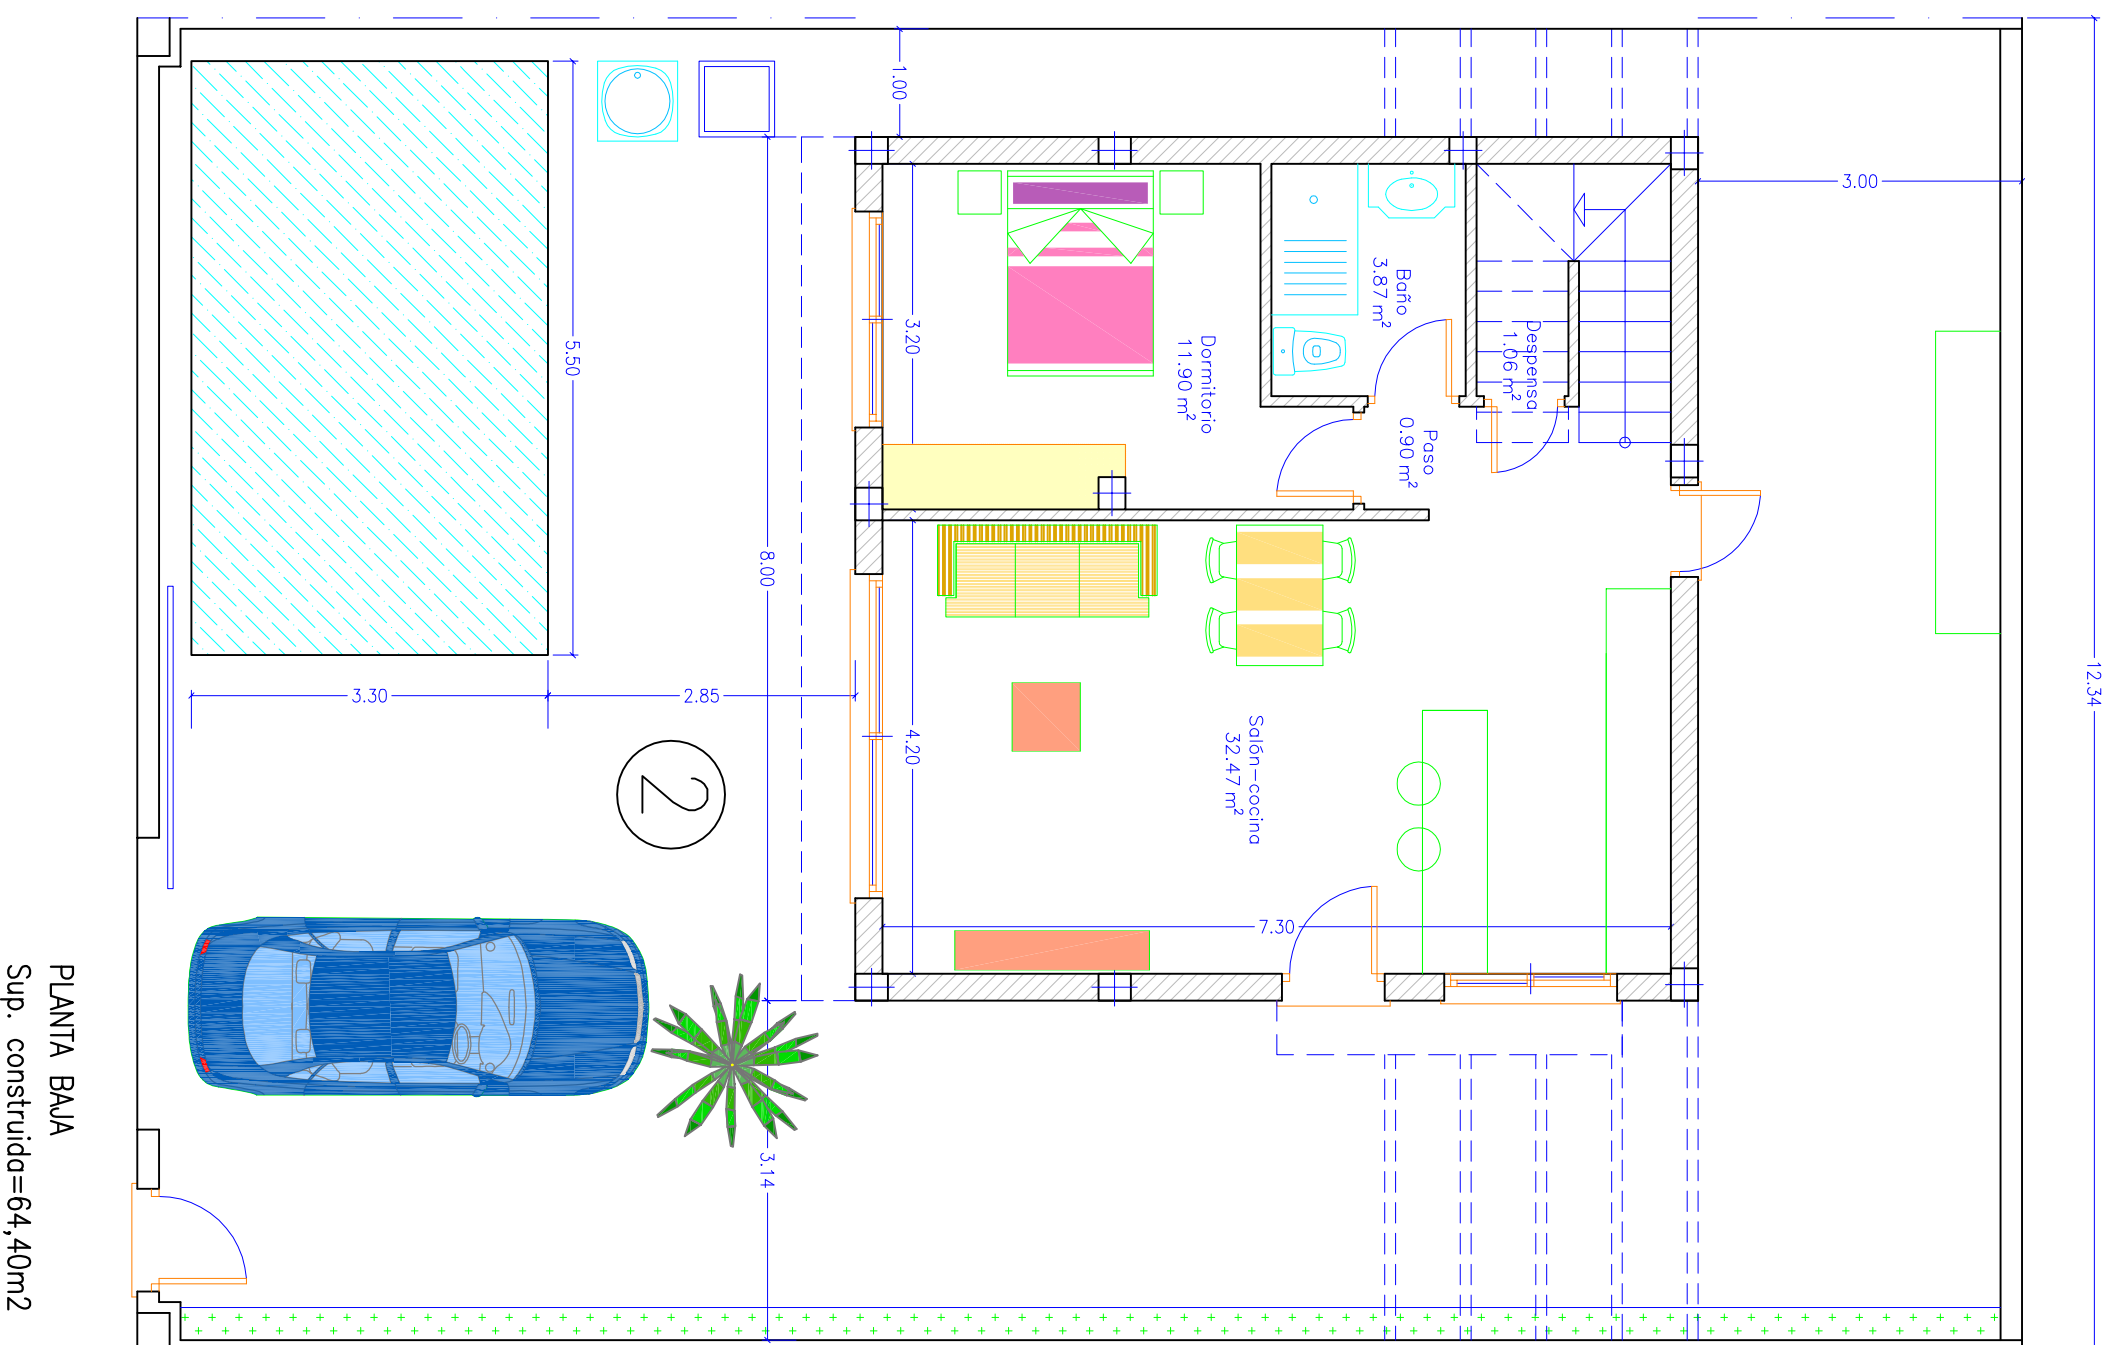 PLANTA BAJA
Sup. construida=64,40m2
12.34
3.00
1.00
Baño
3.87 m²
Despensa
1.06 m²
Dormitorio
11.90 m²
Paso
0.90 m²
3.20
5.50
8.00
3.30
2.85
4.20
2
Salón-cocina
32.47 m²
7.30
3.14